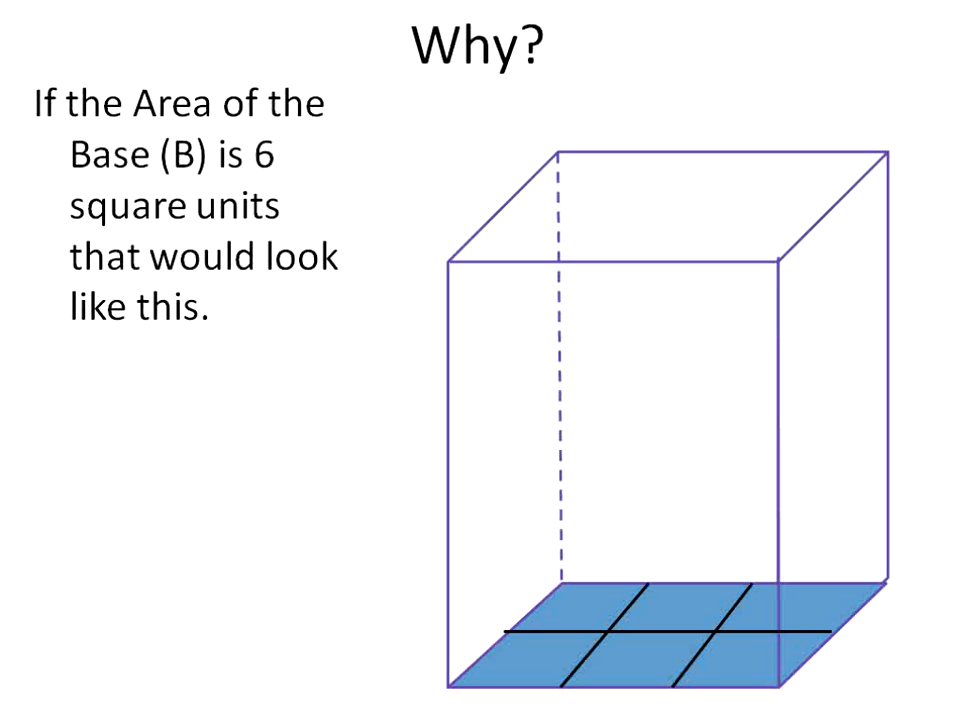 Why?
If the Area of the
Base (B) is 6
square units
that would look
like this.